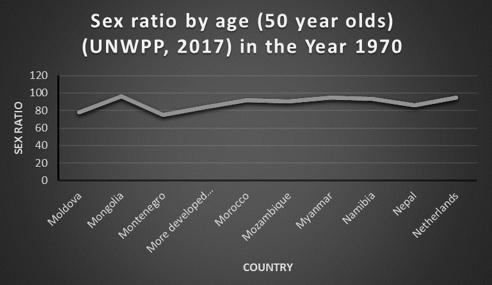 Sex ratio by age (50 year olds)
(UNWPP, 2017) in the Year 1970
120
100
80
60
40
20
0
SEX RATIO
Moldova
Mongolia
Montenegro
More developed...
Morocco
Mozambique
Myanmar
Namibia
Nepal
Netherlands
COUNTRY